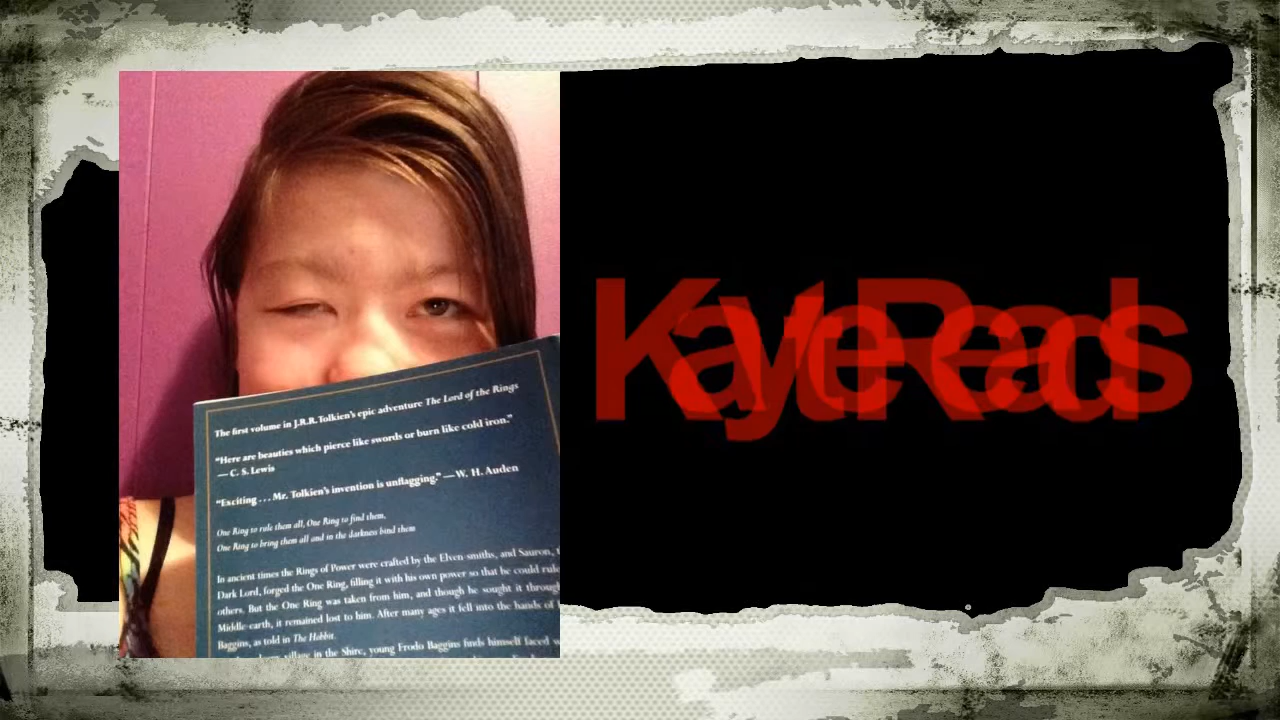 The first volume in J.R.R. Tolkien's epic adventure The Lord of the Rings
"Here are beauties which pierce like swords or burn like cold iron."
— C. S. Lewis
"Exciting . . . Mr. Tolkien's invention is unflagging." —W. H. Auden
One Ring to rule them all, One Ring to find them,
One Ring to bring them all and in the darkness bind them
In ancient times the Rings of Power were crafted by the Elven-smiths, and Sauron,
Dark Lord, forged the One Ring, filling it with his own power so that he could rule
others. But the One Ring was taken from him, and though he sought it through
Middle-earth, it remained lost to him. After many ages it fell into the hands of
Baggins, as told in The Hobbit.
village in the Shire, young Frodo Baggins finds himself faced
Kayte Reads